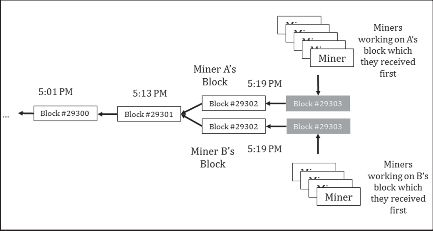 Miners
working on A's
block which
they received
first
Miner
Miner A's
Block
5:19 PM
5:01 PM
5:13 PM
Block #29302
Block #29303
...
Block #29300
Block #29301
Block #29302
Block #29303
Miner B's
Block
5:19 PM
Miner
Miners
working on B's
block which
they received
first